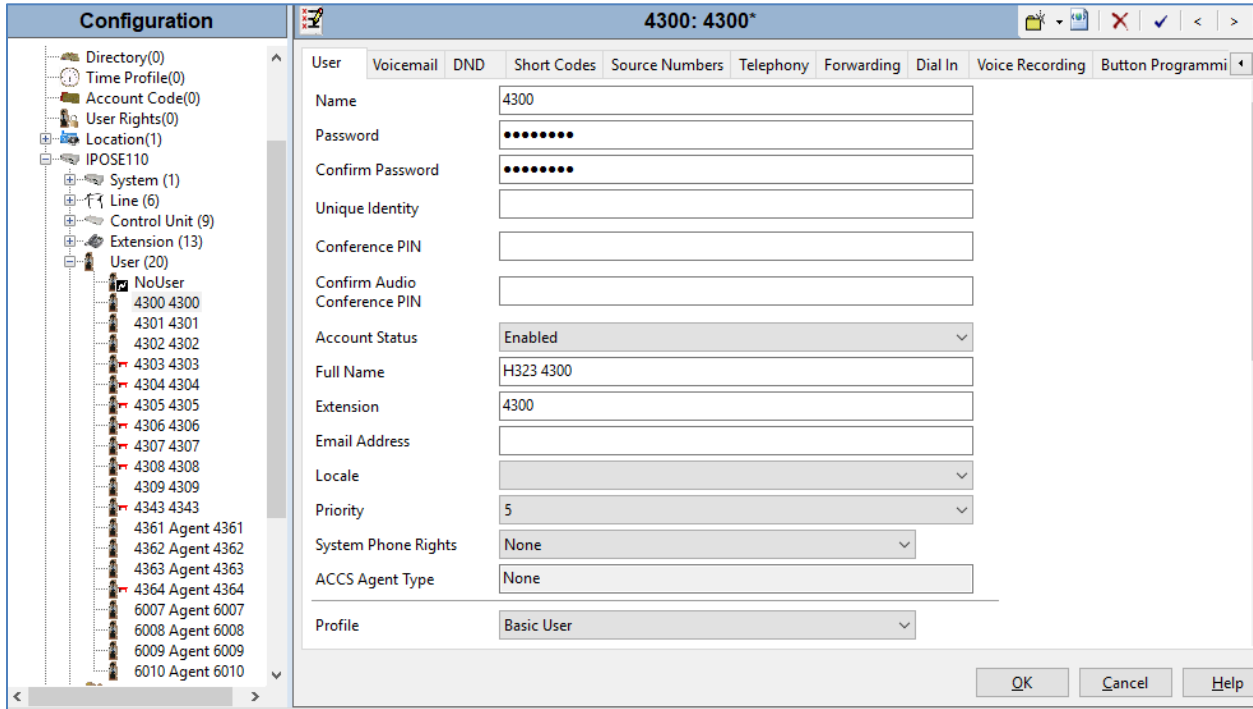 Configuration
Directory(0)
Time Profile(0)
Account Code(0)
User Rights(0)
Location(1)
IPOSE110
System (1)
Line (6)
Control Unit (9)
Extension (13)
User (20)
NoUser
4300 4300
4301 4301
4302 4302
4303 4303
4304 4304
4305 4305
4306 4306
4307 4307
4308 4308
4309 4309
4343 4343
4361 Agent 4361
4362 Agent 4362
4363 Agent 4363
4364 Agent 4364
6007 Agent 6007
6008 Agent 6008
6009 Agent 6009
6010 Agent 6010
4300: 4300*
User Voicemail DND Short Codes Source Numbers Telephony Forwarding Dial In Voice Recording Button Programmi
Name 4300
Password ••••••••
Confirm Password ••••••••
Unique Identity
Conference PIN
Confirm Audio
Conference PIN
Account Status Enabled
Full Name H323 4300
Extension 4300
Email Address
Locale
Priority 5
System Phone Rights None
ACCS Agent Type None
Profile Basic User
OK Cancel Help